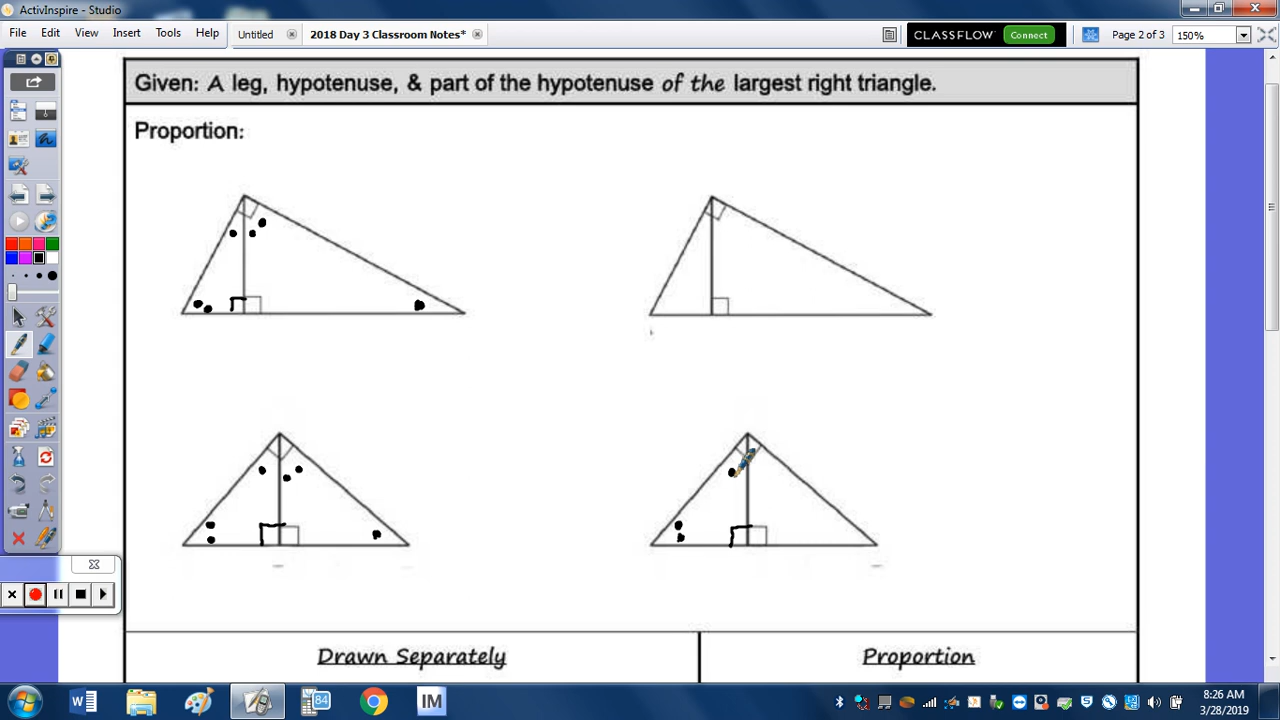 ActivInspire - Studio
File Edit View Insert Tools Help Untitled 2018 Day 3 Classroom Notes* CLASSFLOW Connect Page 2 of 3 150%
Given: A leg, hypotenuse, & part of the hypotenuse of the largest right triangle.
Proportion:
Drawn Separately
Proportion
W 84 IM
8:26 AM
3/28/2019